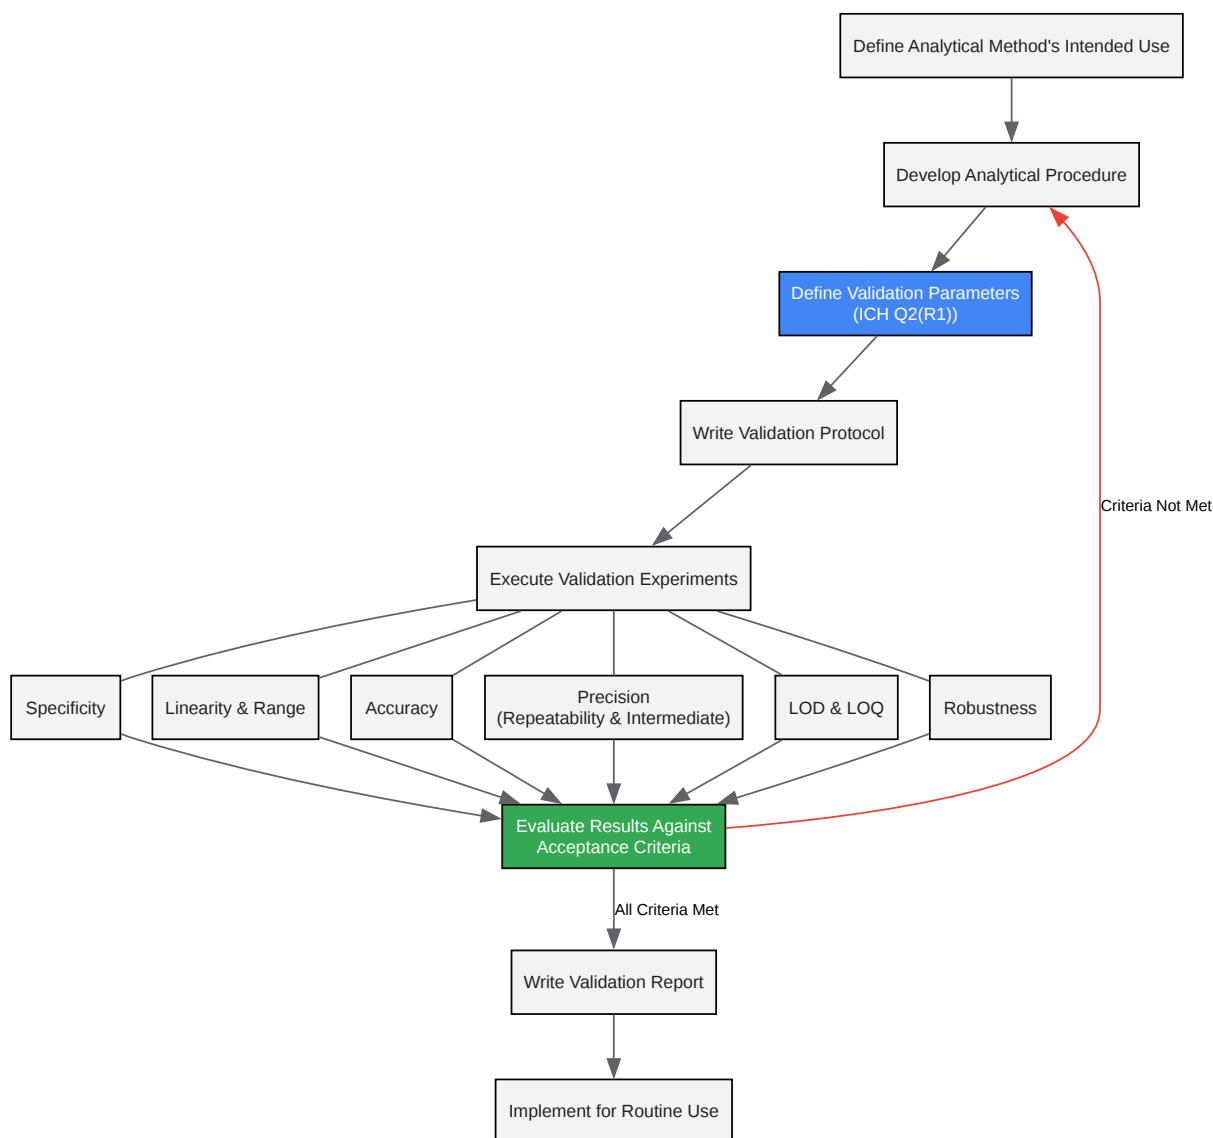 Define Analytical Method's Intended Use
Develop Analytical Procedure
Define Validation Parameters
(ICH Q2(R1))
Write Validation Protocol
Criteria Not Met
Execute Validation Experiments
Specificity
Linearity & Range
Accuracy
Precision
(Repeatability & Intermediate)
LOD & LOQ
Robustness
Evaluate Results Against
Acceptance Criteria
All Criteria Met
Write Validation Report
Implement for Routine Use